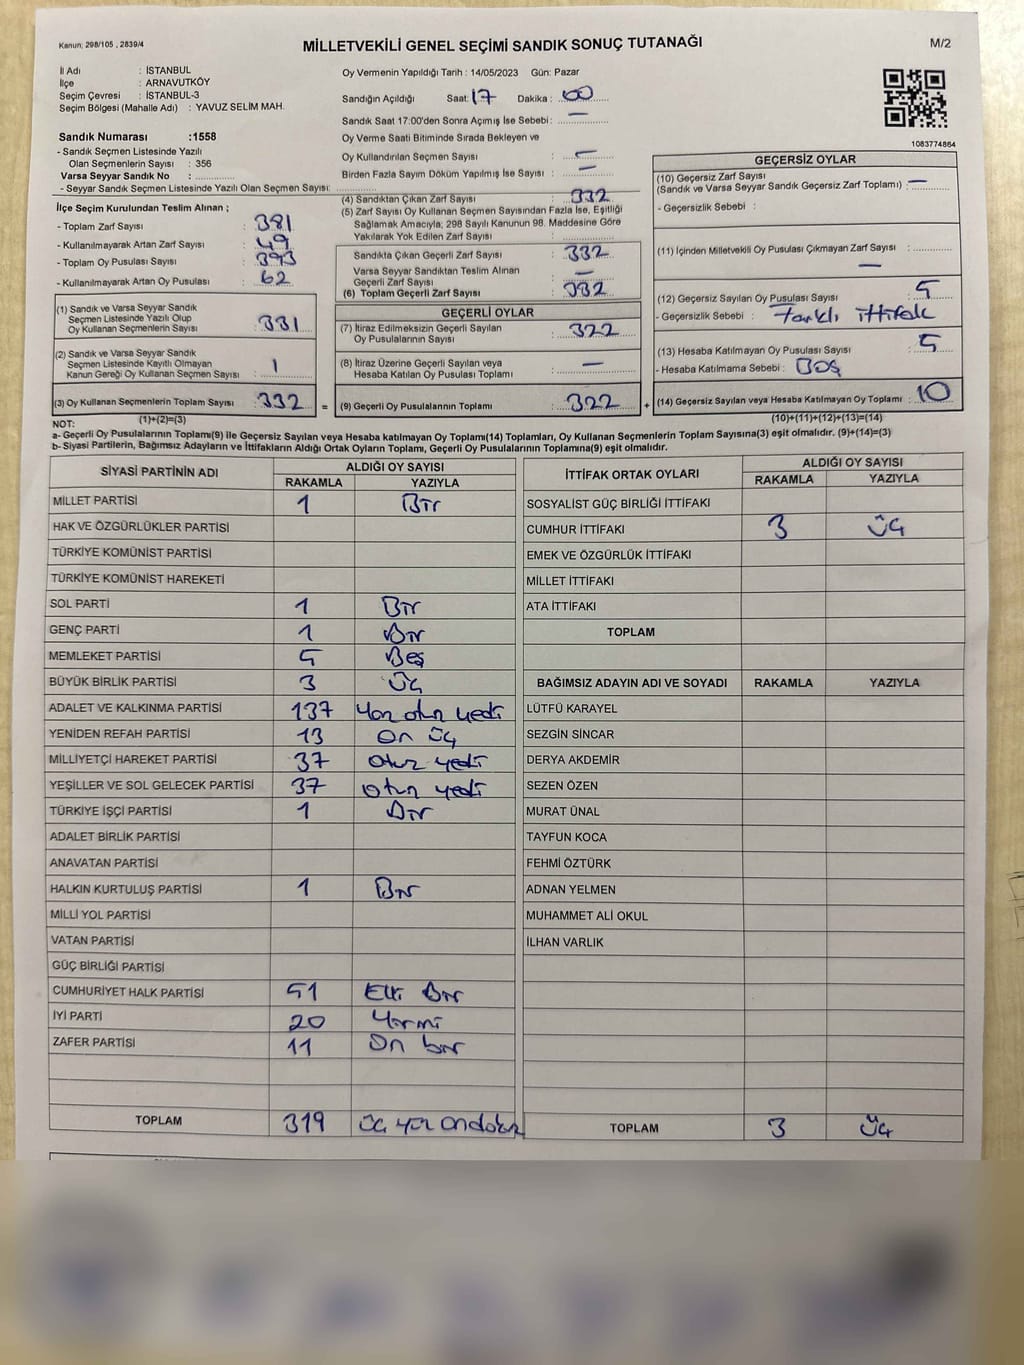 Kanun; 298/105 , 2839/4
MİLLETVEKİLİ GENEL SEÇİMİ SANDIK SONUÇ TUTANAĞI
M/2
İl Adı : İSTANBUL
İlçe : ARNAVUTKÖY
Seçim Çevresi : İSTANBUL-3
Seçim Bölgesi (Mahalle Adı) : YAVUZ SELİM MAH.
Sandık Numarası :1558
- Sandık Seçmen Listesinde Yazılı
Olan Seçmenlerin Sayısı : 356
Varsa Seyyar Sandık No :
- Seyyar Sandık Seçmen Listesinde Yazılı Olan Seçmen Sayısı:
Oy Vermenin Yapıldığı Tarih : 14/05/2023 Gün: Pazar
Sandığın Açıldığı Saat: 17 Dakika : 00
Sandık Saat 17:00'den Sonra Açımış İse Sebebi : —
Oy Verme Saati Bitiminde Sırada Bekleyen ve
Oy Kullandırılan Seçmen Sayısı : —
Birden Fazla Sayım Döküm Yapılmış İse Sayısı : —
1083774864
İlçe Seçim Kurulundan Teslim Alınan ;
- Toplam Zarf Sayısı : 381
- Kullanılmayarak Artan Zarf Sayısı : 49
- Toplam Oy Pusulası Sayısı : 393
- Kullanılmayarak Artan Oy Pusulası : 62
(1) Sandık ve Varsa Seyyar Sandık
Seçmen Listesinde Yazılı Olup
Oy Kullanan Seçmenlerin Sayısı : 331
(2) Sandık ve Varsa Seyyar Sandık
Seçmen Listesinde Kayıtlı Olmayan
Kanun Gereği Oy Kullanan Seçmen Sayısı : 1
(3) Oy Kullanan Seçmenlerin Toplam Sayısı : 332 =
(1)+(2)=(3)
(4) Sandıktan Çıkan Zarf Sayısı : 332
(5) Zarf Sayısı Oy Kullanan Seçmen Sayısından Fazla İse, Eşitliği
Sağlamak Amacıyla; 298 Sayılı Kanunun 98. Maddesine Göre
Yakılarak Yok Edilen Zarf Sayısı :
Sandıkta Çıkan Geçerli Zarf Sayısı : 332
Varsa Seyyar Sandıktan Teslim Alınan
Geçerli Zarf Sayısı : —
(6) Toplam Geçerli Zarf Sayısı : 332
GEÇERLİ OYLAR
(7) İtiraz Edilmeksizin Geçerli Sayılan
Oy Pusulalarının Sayısı : 322
(8) İtiraz Üzerine Geçerli Sayılan veya
Hesaba Katılan Oy Pusulası Toplamı : —
(9) Geçerli Oy Pusulalarının Toplamı : 322 +
GEÇERSİZ OYLAR
(10) Geçersiz Zarf Sayısı
(Sandık ve Varsa Seyyar Sandık Geçersiz Zarf Toplamı) : —
- Geçersizlik Sebebi :
(11) İçinden Milletvekili Oy Pusulası Çıkmayan Zarf Sayısı :
—
(12) Geçersiz Sayılan Oy Pusulası Sayısı : 5
- Geçersizlik Sebebi : Farklı ittifak
(13) Hesaba Katılmayan Oy Pusulası Sayısı : 5
- Hesaba Katılmama Sebebi : Boş
(14) Geçersiz Sayılan veya Hesaba Katılmayan Oy Toplamı : 10
(10)+(11)+(12)+(13)=(14)
NOT:
a- Geçerli Oy Pusulalarının Toplamı(9) ile Geçersiz Sayılan veya Hesaba katılmayan Oy Toplam(14) Toplamları, Oy Kullanan Seçmenlerin Toplam Sayısına(3) eşit olmalıdır. (9)+(14)=(3)
b- Siyasi Partilerin, Bağımsız Adayların ve İttifakların Aldığı Ortak Oyların Toplamı, Geçerli Oy Pusulalarının Toplamına(9) eşit olmalıdır.
SİYASİ PARTİNİN ADI
ALDIĞI OY SAYISI
RAKAMLA YAZIYLA
MİLLET PARTİSİ 1 Bir
HAK VE ÖZGÜRLÜKLER PARTİSİ
TÜRKİYE KOMÜNİST PARTİSİ
TÜRKİYE KOMÜNİST HAREKETİ
SOL PARTİ 1 Bir
GENÇ PARTİ 1 Bir
MEMLEKET PARTİSİ 5 Beş
BÜYÜK BİRLİK PARTİSİ 3 Üç
ADALET VE KALKINMA PARTİSİ 137 Yüz otuz yedi
YENİDEN REFAH PARTİSİ 13 On üç
MİLLİYETÇİ HAREKET PARTİSİ 37 otuz yedi
YEŞİLLER VE SOL GELECEK PARTİSİ 37 otuz yedi
TÜRKİYE İŞÇİ PARTİSİ 1 Bir
ADALET BİRLİK PARTİSİ
ANAVATAN PARTİSİ
HALKIN KURTULUŞ PARTİSİ 1 Bir
MİLLİ YOL PARTİSİ
VATAN PARTİSİ
GÜÇ BİRLİĞİ PARTİSİ
CUMHURİYET HALK PARTİSİ 51 Elli Bir
İYİ PARTİ 20 Yirmi
ZAFER PARTİSİ 11 On bir
TOPLAM 319 Üç yüz ondokuz
İTTİFAK ORTAK OYLARI
ALDIĞI OY SAYISI
RAKAMLA YAZIYLA
SOSYALİST GÜÇ BİRLİĞİ İTTİFAKI
CUMHUR İTTİFAKI 3 Üç
EMEK VE ÖZGÜRLÜK İTTİFAKI
MİLLET İTTİFAKI
ATA İTTİFAKI
TOPLAM
BAĞIMSIZ ADAYIN ADI VE SOYADI RAKAMLA YAZIYLA
LÜTFÜ KARAYEL
SEZGİN SİNCAR
DERYA AKDEMİR
SEZEN ÖZEN
MURAT ÜNAL
TAYFUN KOCA
FEHMİ ÖZTÜRK
ADNAN YELMEN
MUHAMMET ALİ OKUL
İLHAN VARLIK
TOPLAM 3 Üç